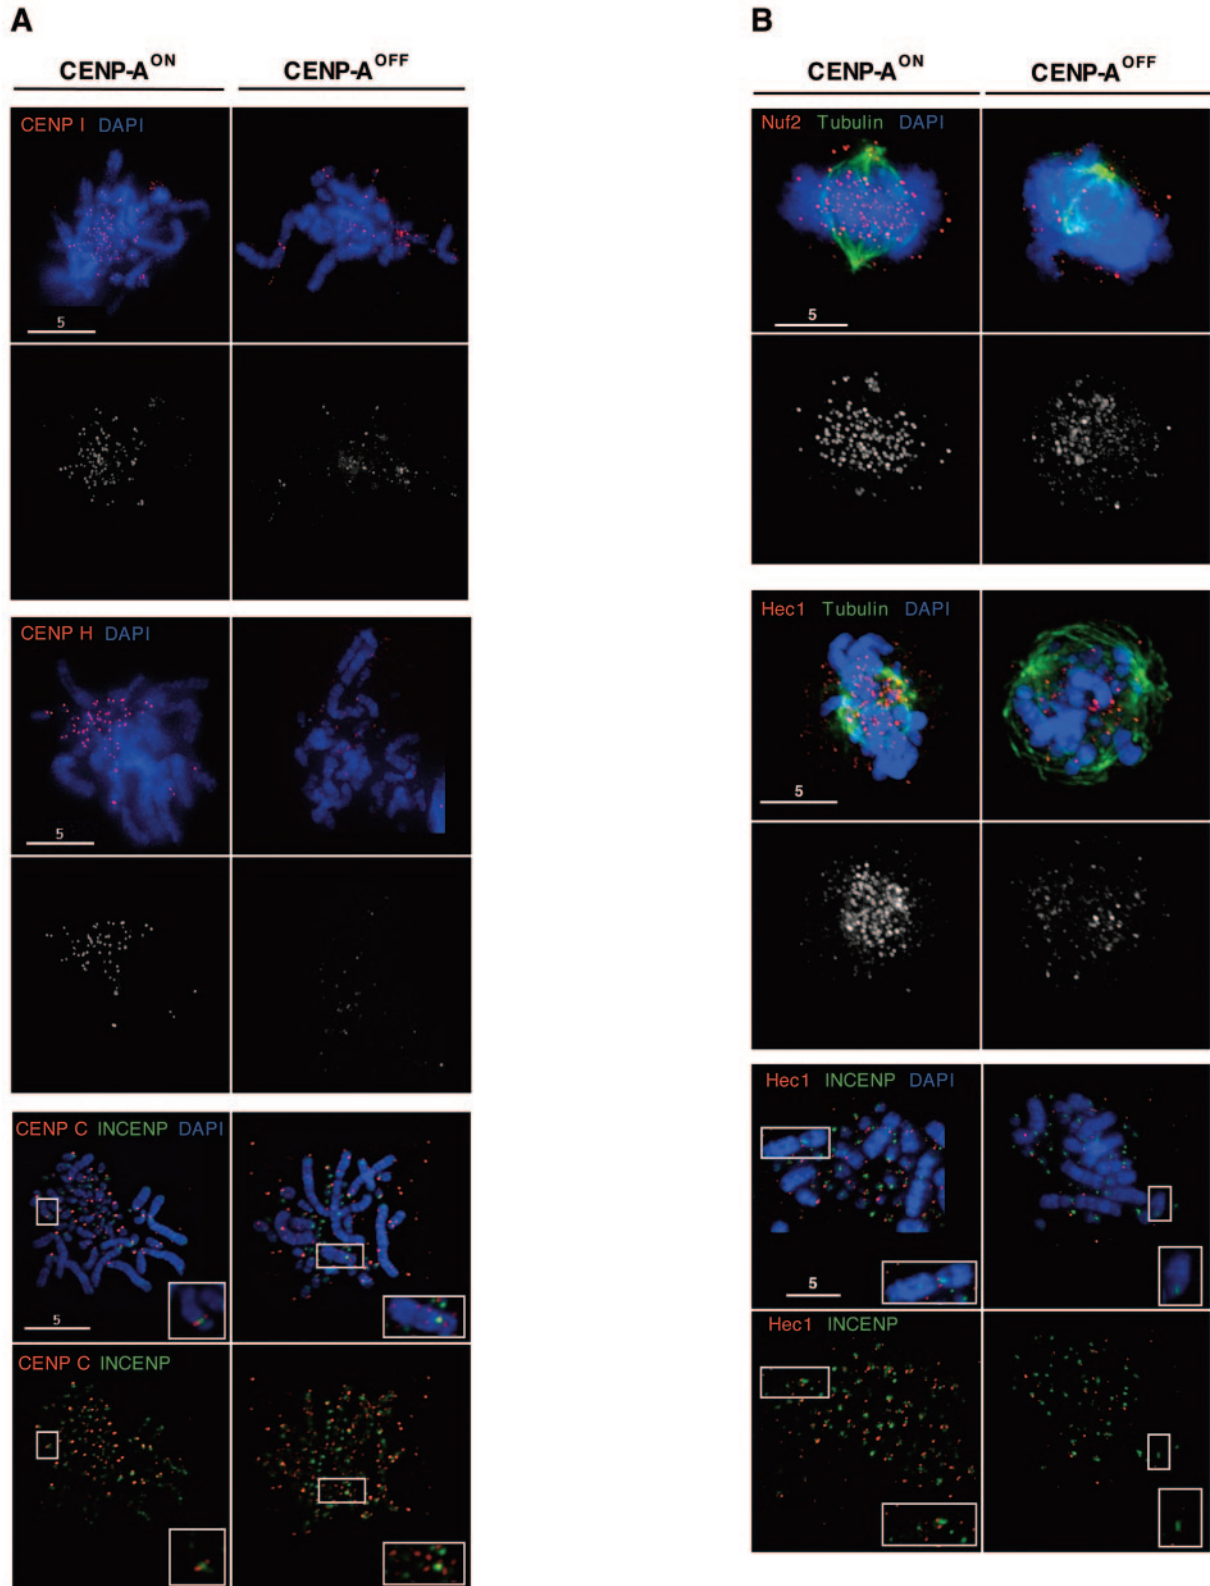 A
CENP-A^ON CENP-A^OFF
CENP I DAPI
5
CENP H DAPI
5
CENP C INCENP DAPI
5
CENP C INCENP
B
CENP-A^ON CENP-A^OFF
Nuf2 Tubulin DAPI
5
Hec1 Tubulin DAPI
5
Hec1 INCENP DAPI
5
Hec1 INCENP